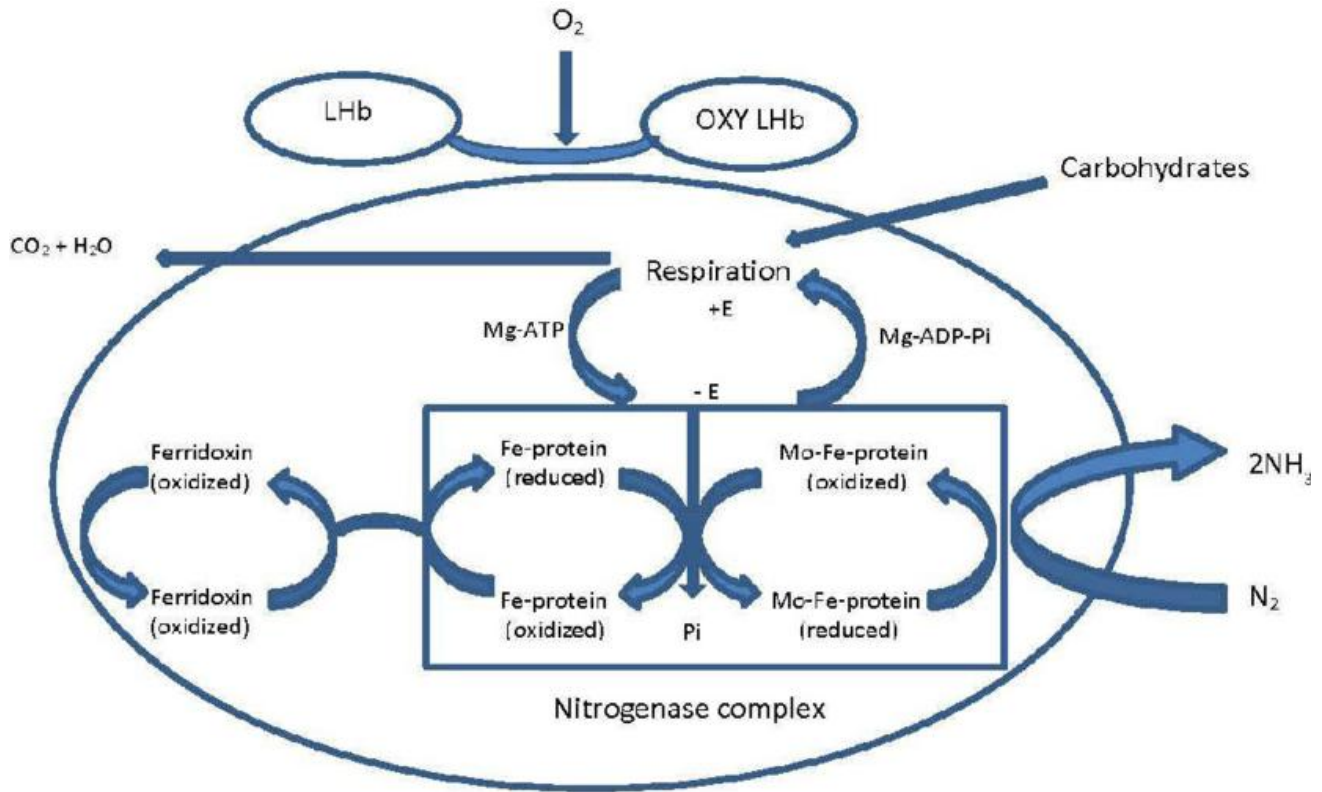 O₂
LHb
OXY LHb
Carbohydrates
CO₂ + H₂O
Respiration
+E
Mg-ATP
Mg-ADP-Pi
- E
Ferridoxin
(oxidized)
Fe-protein
(reduced)
Mo-Fe-protein
(oxidized)
2NH₃
Ferridoxin
(oxidized)
Fe-protein
(oxidized)
Pi
Mo-Fe-protein
(reduced)
N₂
Nitrogenase complex